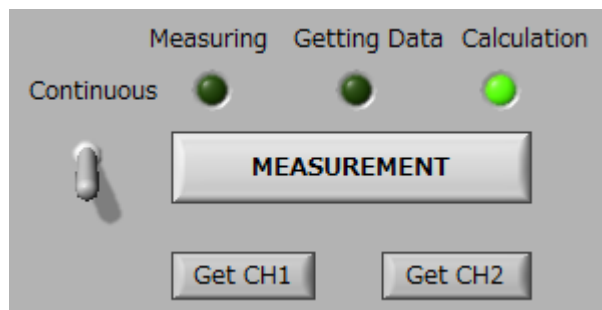 Measuring Getting Data Calculation
Continuous
MEASUREMENT
Get CH1 Get CH2